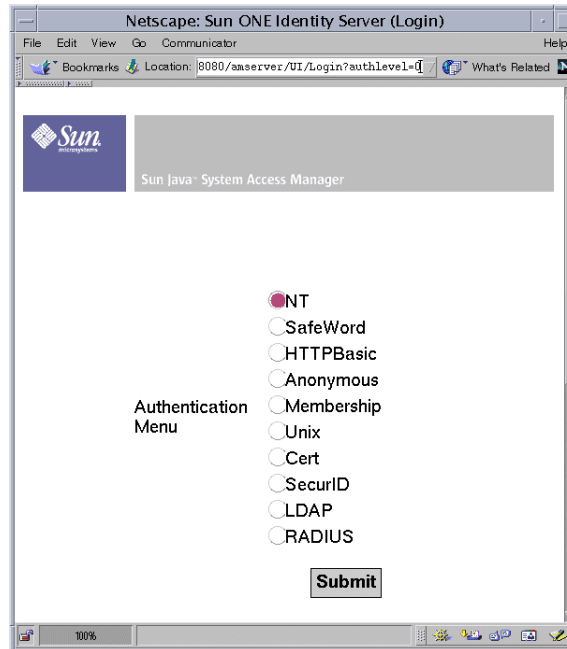 Netscape: Sun ONE Identity Server (Login)
File Edit View Go Communicator Help
Bookmarks Location: 8080/amserver/UI/Login?authlevel=0 What's Related
Sun
microsystems
Sun Java™ System Access Manager
NT
SafeWord
HTTPBasic
Anonymous
Authentication Menu
Membership
Unix
Cert
SecurID
LDAP
RADIUS
Submit
100%